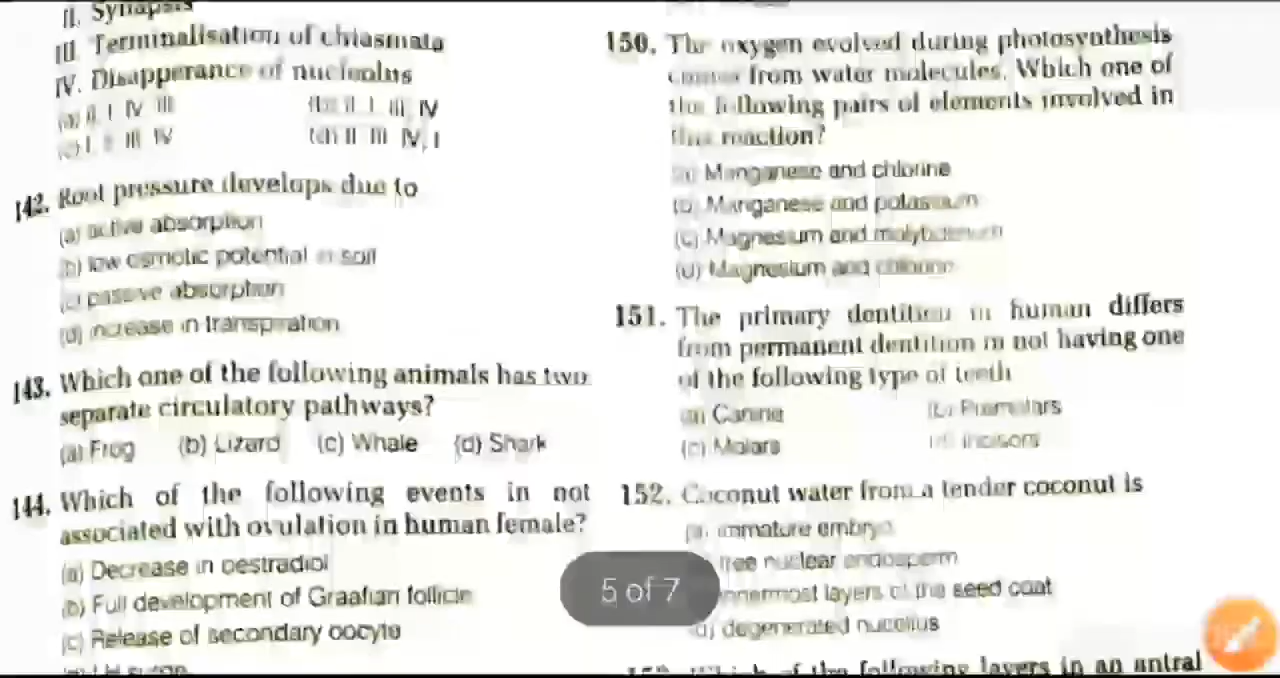 II. Synapsis
III. Terminalisation of chiasmata
IV. Disapperance of nucleolus
(a) II, I, IV, III (b) II, I, III, IV
(c) I, II, III, IV (d) II, III, IV, I
142. Root pressure develops due to
(a) active absorption
(b) low osmotic potential in soil
(c) passive absorption
(d) increase in transpiration
143. Which one of the following animals has two
separate circulatory pathways?
(a) Frog (b) Lizard (c) Whale (d) Shark
144. Which of the following events in not
associated with ovulation in human female?
(a) Decrease in oestradiol
(b) Full development of Graafian follicle
(c) Release of secondary oocyte
150. The oxygen evolved during photosynthesis
comes from water molecules. Which one of
the following pairs of elements involved in
this reaction?
(a) Manganese and chlorine
(b) Manganese and potassium
(c) Magnesium and molybdenum
(d) Magnesium and chlorine
151. The primary dentition in human differs
from permanent dentition in not having one
of the following type of teeth
(a) Canine (b) Premolars
(c) Molars (d) Incisors
152. Coconut water from a tender coconut is
(a) immature embryo
free nuclear endosperm
innermost layers of the seed coat
(d) degenerated nucellus
of the following layers in an antral
5 of 7